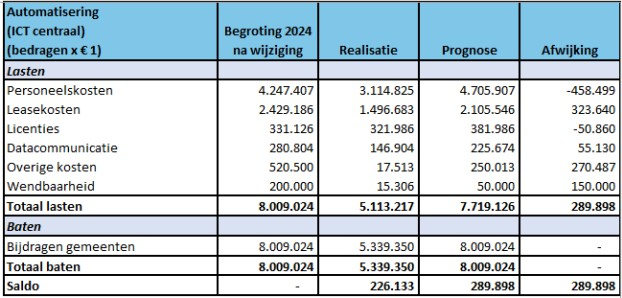 Automatisering
(ICT centraal)
(bedragen x € 1) Begroting 2024 na wijziging Realisatie Prognose Afwijking
Lasten
Personeelskosten 4.247.407 3.114.825 4.705.907 -458.499
Leasekosten 2.429.186 1.496.683 2.105.546 323.640
Licenties 331.126 321.986 381.986 -50.860
Datacommunicatie 280.804 146.904 225.674 55.130
Overige kosten 520.500 17.513 250.013 270.487
Wendbaarheid 200.000 15.306 50.000 150.000
Totaal lasten 8.009.024 5.113.217 7.719.126 289.898
Baten
Bijdragen gemeenten 8.009.024 5.339.350 8.009.024 -
Totaal baten 8.009.024 5.339.350 8.009.024 -
Saldo - 226.133 289.898 289.898